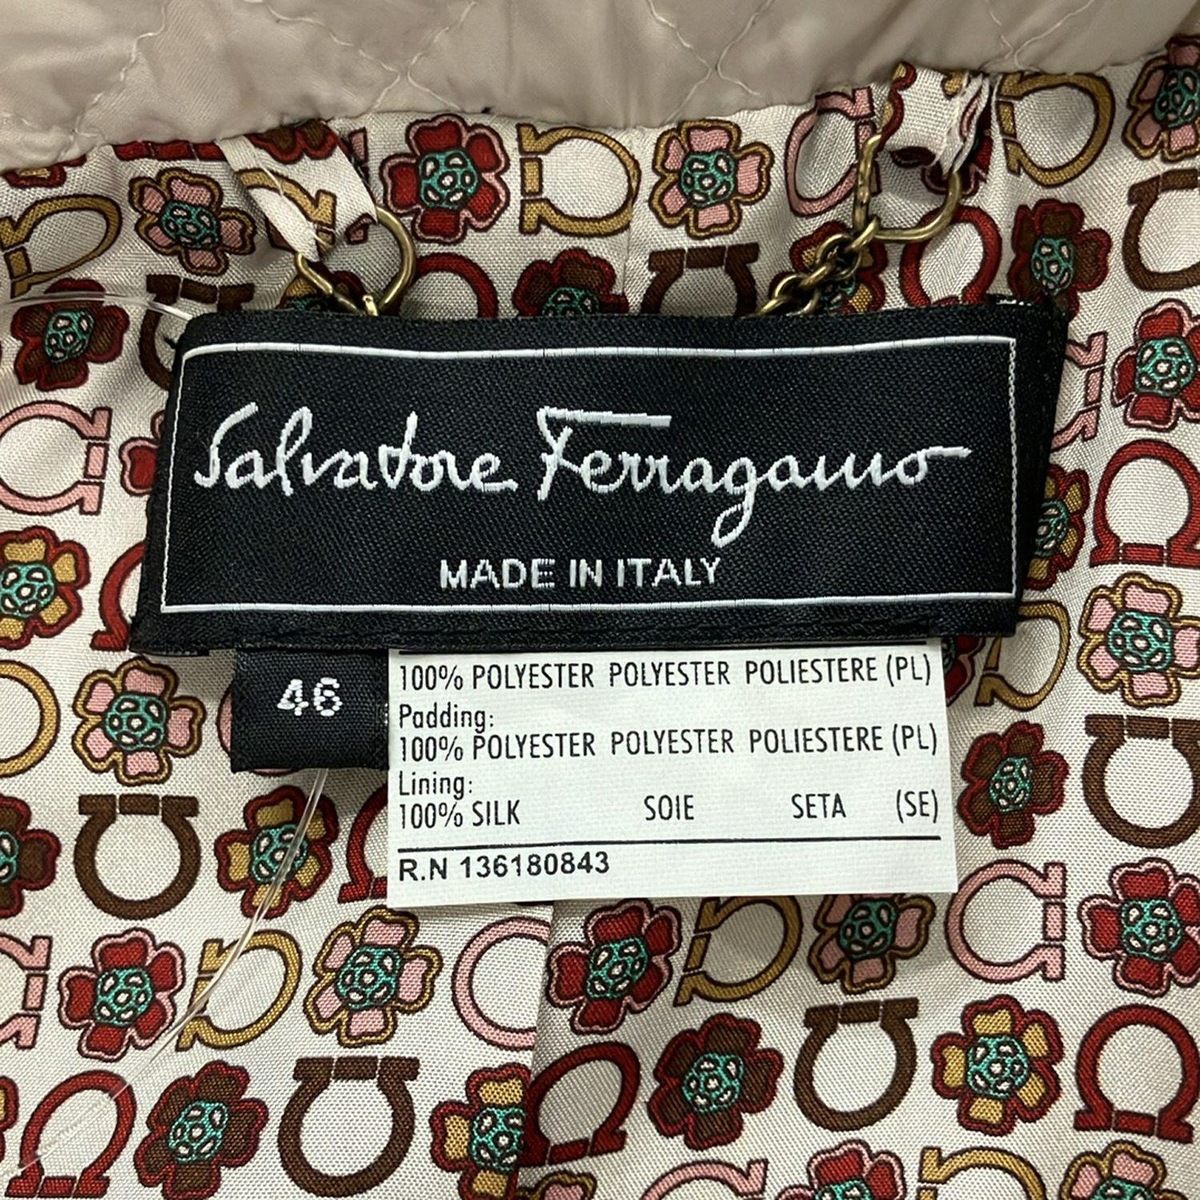 Salvatore Ferragamo
MADE IN ITALY
46
100% POLYESTER POLYESTER POLIESTERE (PL)
Padding:
100% POLYESTER POLYESTER POLIESTERE (PL)
Lining:
100% SILK SOIE SETA (SE)
R.N 136180843